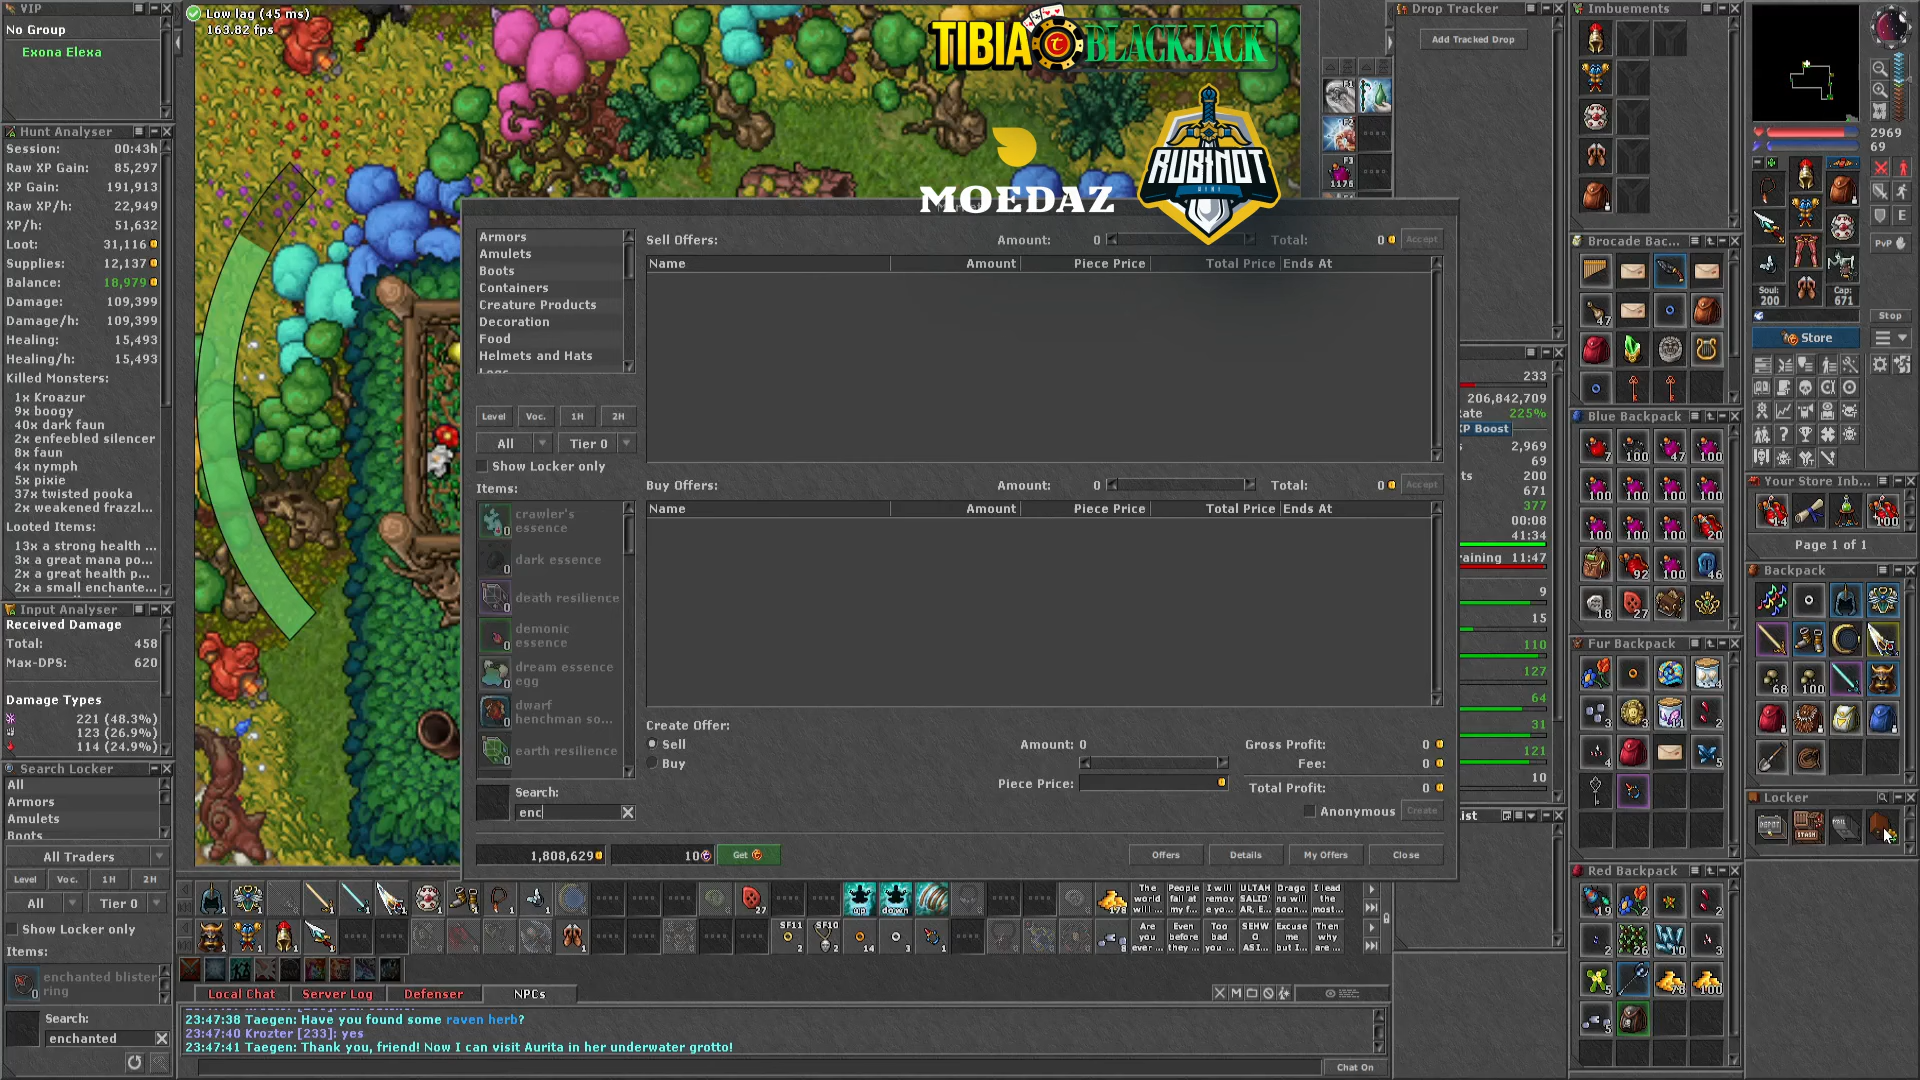 VIP
No Group
Exona Elexa
Low lag (45 ms)
163.82 fps
Hunt Analyser
Session: 00:43h
Raw XP Gain: 85,297
XP Gain: 191,913
Raw XP/h: 22,949
XP/h: 51,632
Loot: 31,116
Supplies: 12,137
Balance: 18,979
Damage: 109,399
Damage/h: 109,399
Healing: 15,493
Healing/h: 15,493
Killed Monsters:
1x Kroazur
9x boogy
40x dark faun
2x enfeebled silencer
8x faun
4x nymph
5x pixie
37x twisted pooka
2x weakened frazzl...
Looted Items:
13x a strong health ...
3x a great mana po...
2x a great health p...
2x a small enchante...
Input Analyser
Received Damage
Total: 458
Max-DPS: 620
Damage Types
221 (48.3%)
123 (26.9%)
114 (24.9%)
Search Locker
All
Armors
Amulets
Boots
All Traders
Level Voc. 1H 2H
All Tier 0
Show Locker only
Items:
enchanted blister
ring
Search:
enchanted
TIBIA BLACKJACK
MOEDAZ
RUBINOT
Armors
Amulets
Boots
Containers
Creature Products
Decoration
Food
Helmets and Hats
Level Voc. 1H 2H
All Tier 0
Show Locker only
Items:
crawler's
essence
dark essence
death resilience
demonic
essence
dream essence
egg
dwarf
henchman so...
earth resilience
Search:
enc
Sell Offers: Amount: 0 Total: 0 Accept
Name Amount Piece Price Total Price Ends At
Buy Offers: Amount: 0 Total: 0 Accept
Name Amount Piece Price Total Price Ends At
Create Offer:
Sell
Buy
Amount: 0
Piece Price:
Gross Profit: 0
Fee: 0
Total Profit: 0
Anonymous Create
1,808,629 10 Get
Offers Details My Offers Close
Local Chat Server Log Defenser NPCs
23:47:38 Taegen: Have you found some raven herb?
23:47:40 Krozter [233]: yes
23:47:41 Taegen: Thank you, friend! Now I can visit Aurita in her underwater grotto!
Chat On
Drop Tracker
Add Tracked Drop
233
206,842,709
225%
XP Boost
2,969
69
200
671
377
00:08
41:34
11:47
9
15
110
127
64
31
121
10
Imbuements
Brocade Bac...
47
Blue Backpack
Fur Backpack
Red Backpack
2969
69
Soul:
200
Cap:
671
PvP
Stop
Store
Your Store Inb...
Page 1 of 1
Backpack
Locker